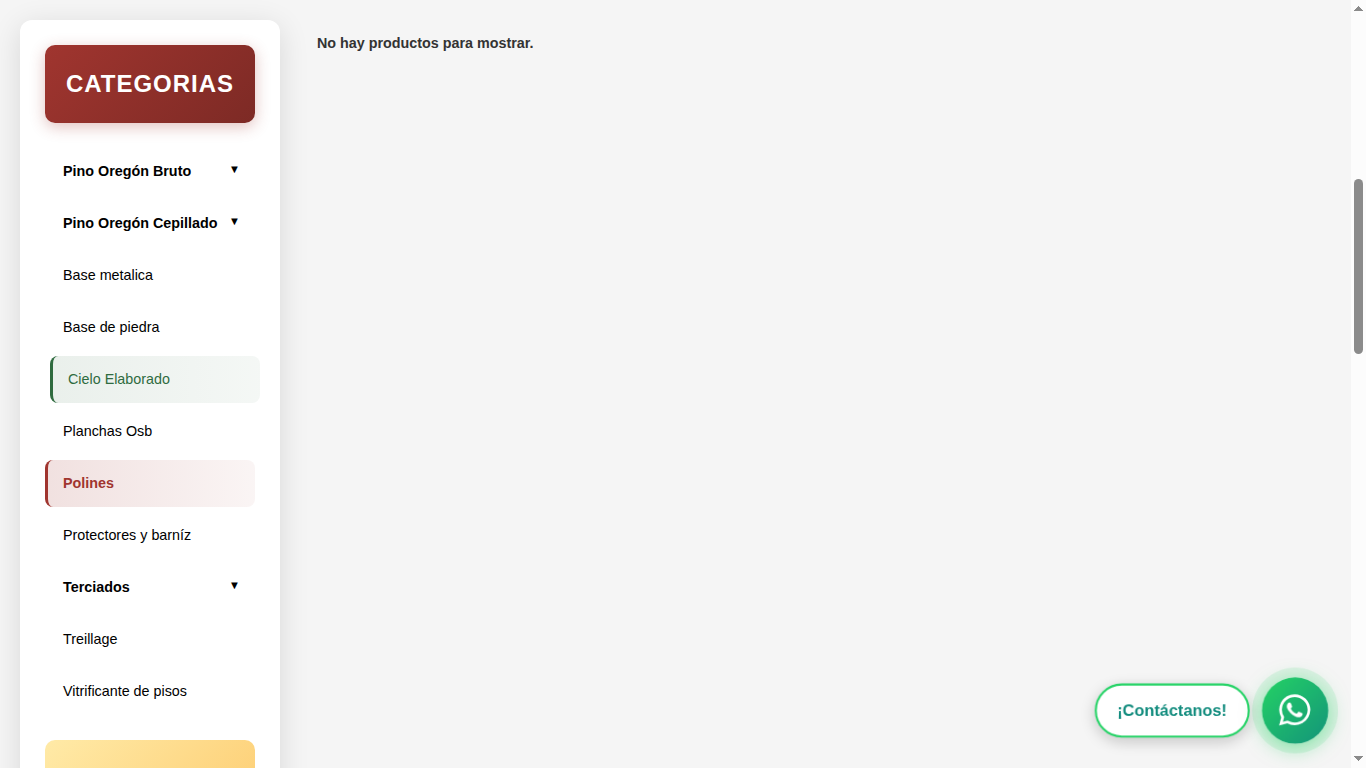 CATEGORIAS
No hay productos para mostrar.
Pino Oregón Bruto ▼
Pino Oregón Cepillado ▼
Base metalica
Base de piedra
Cielo Elaborado
Planchas Osb
Polines
Protectores y barníz
Terciados ▼
Treillage
Vitrificante de pisos
¡Contáctanos!